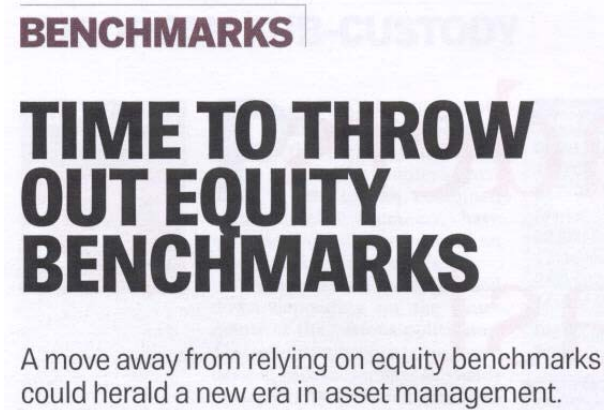 BENCHMARKS
TIME TO THROW
OUT EQUITY
BENCHMARKS
A move away from relying on equity benchmarks
could herald a new era in asset management.